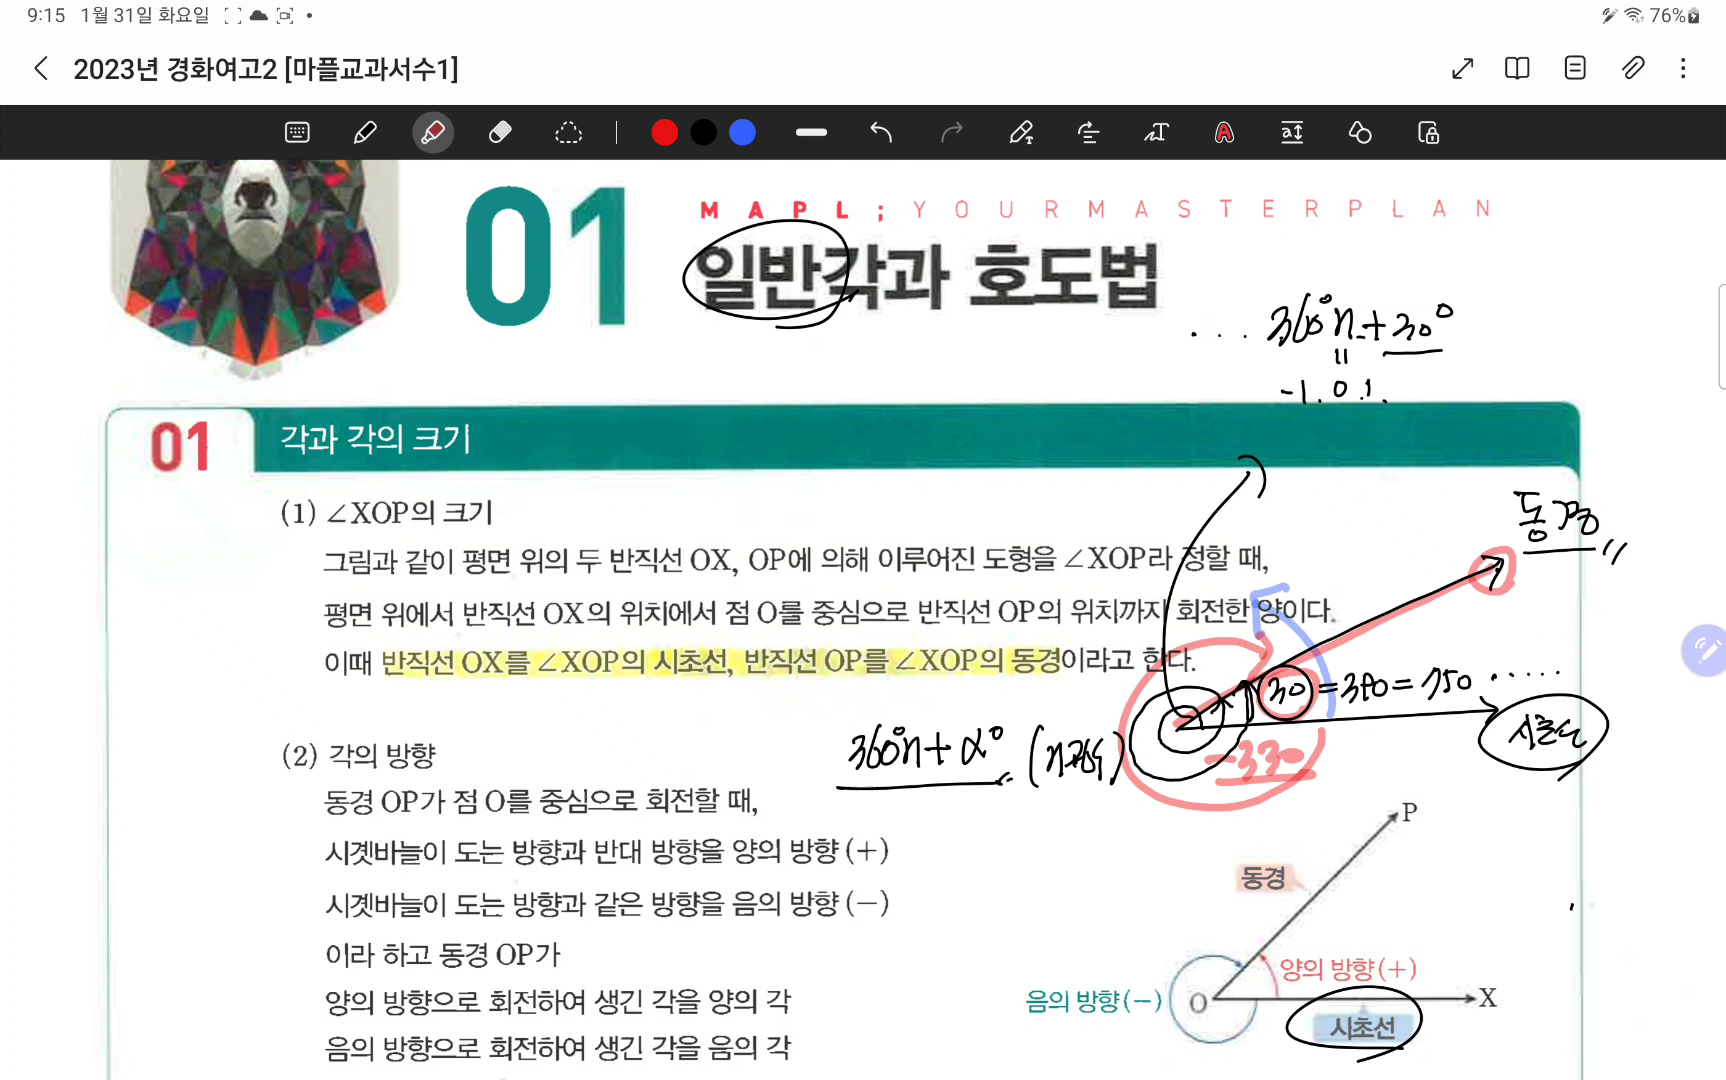 9:15 1월 31일 화요일
76%
2023년 경화여고2 [마플교과서수1]
01
MAPL; YOURMASTERPLAN
일반각과 호도법
... 360°n + 30°
=
-1. 0 1.
01 각과 각의 크기
(1) ∠XOP의 크기
동경
그림과 같이 평면 위의 두 반직선 OX, OP에 의해 이루어진 도형을 ∠XOP라 정할 때,
평면 위에서 반직선 OX의 위치에서 점 O를 중심으로 반직선 OP의 위치까지 회전한 양이다.
이때 반직선 OX를 ∠XOP의 시초선, 반직선 OP를 ∠XOP의 동경이라고 한다.
30 = 390 = 750 .....
시초선
360°n + α° (n정수)
-330
(2) 각의 방향
동경 OP가 점 O를 중심으로 회전할 때,
시곗바늘이 도는 방향과 반대 방향을 양의 방향(+)
시곗바늘이 도는 방향과 같은 방향을 음의 방향(-)
이라 하고 동경 OP가
양의 방향으로 회전하여 생긴 각을 양의 각
음의 방향으로 회전하여 생긴 각을 음의 각
P
동경
양의 방향(+)
음의 방향(-)
O
X
시초선